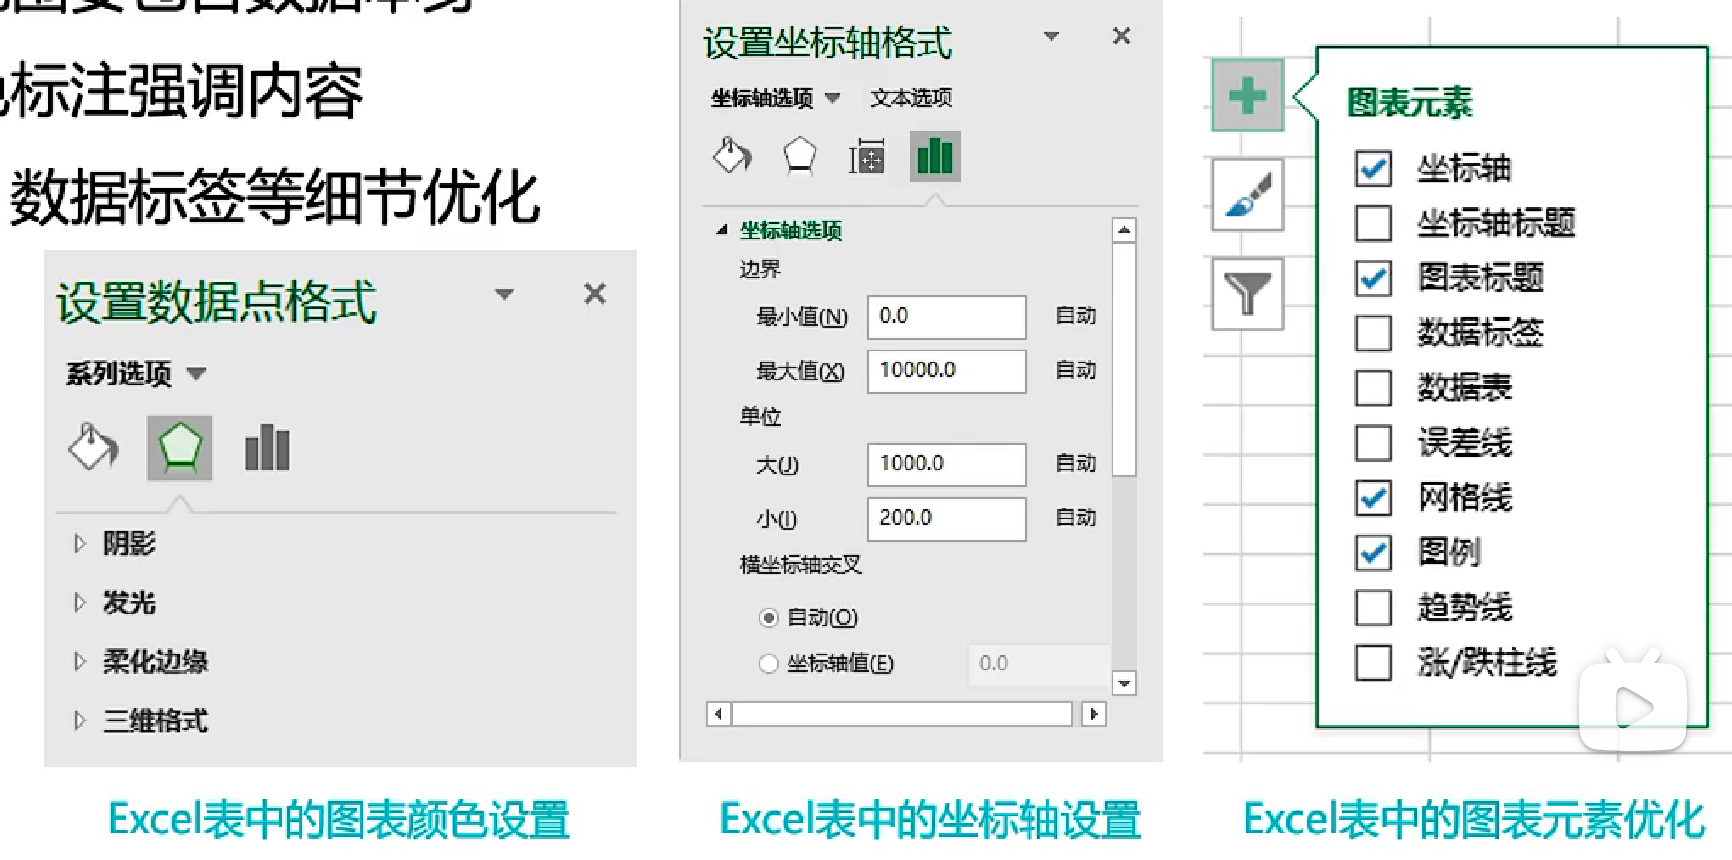 色标注强调内容
数据标签等细节优化
设置数据点格式
系列选项
阴影
发光
柔化边缘
三维格式
Excel表中的图表颜色设置
设置坐标轴格式
坐标轴选项 文本选项
坐标轴选项
边界
最小值(N) 0.0 自动
最大值(X) 10000.0 自动
单位
大(J) 1000.0 自动
小(I) 200.0 自动
横坐标轴交叉
自动(O)
坐标轴值(E) 0.0
Excel表中的坐标轴设置
图表元素
坐标轴
坐标轴标题
图表标题
数据标签
数据表
误差线
网格线
图例
趋势线
涨/跌柱线
Excel表中的图表元素优化